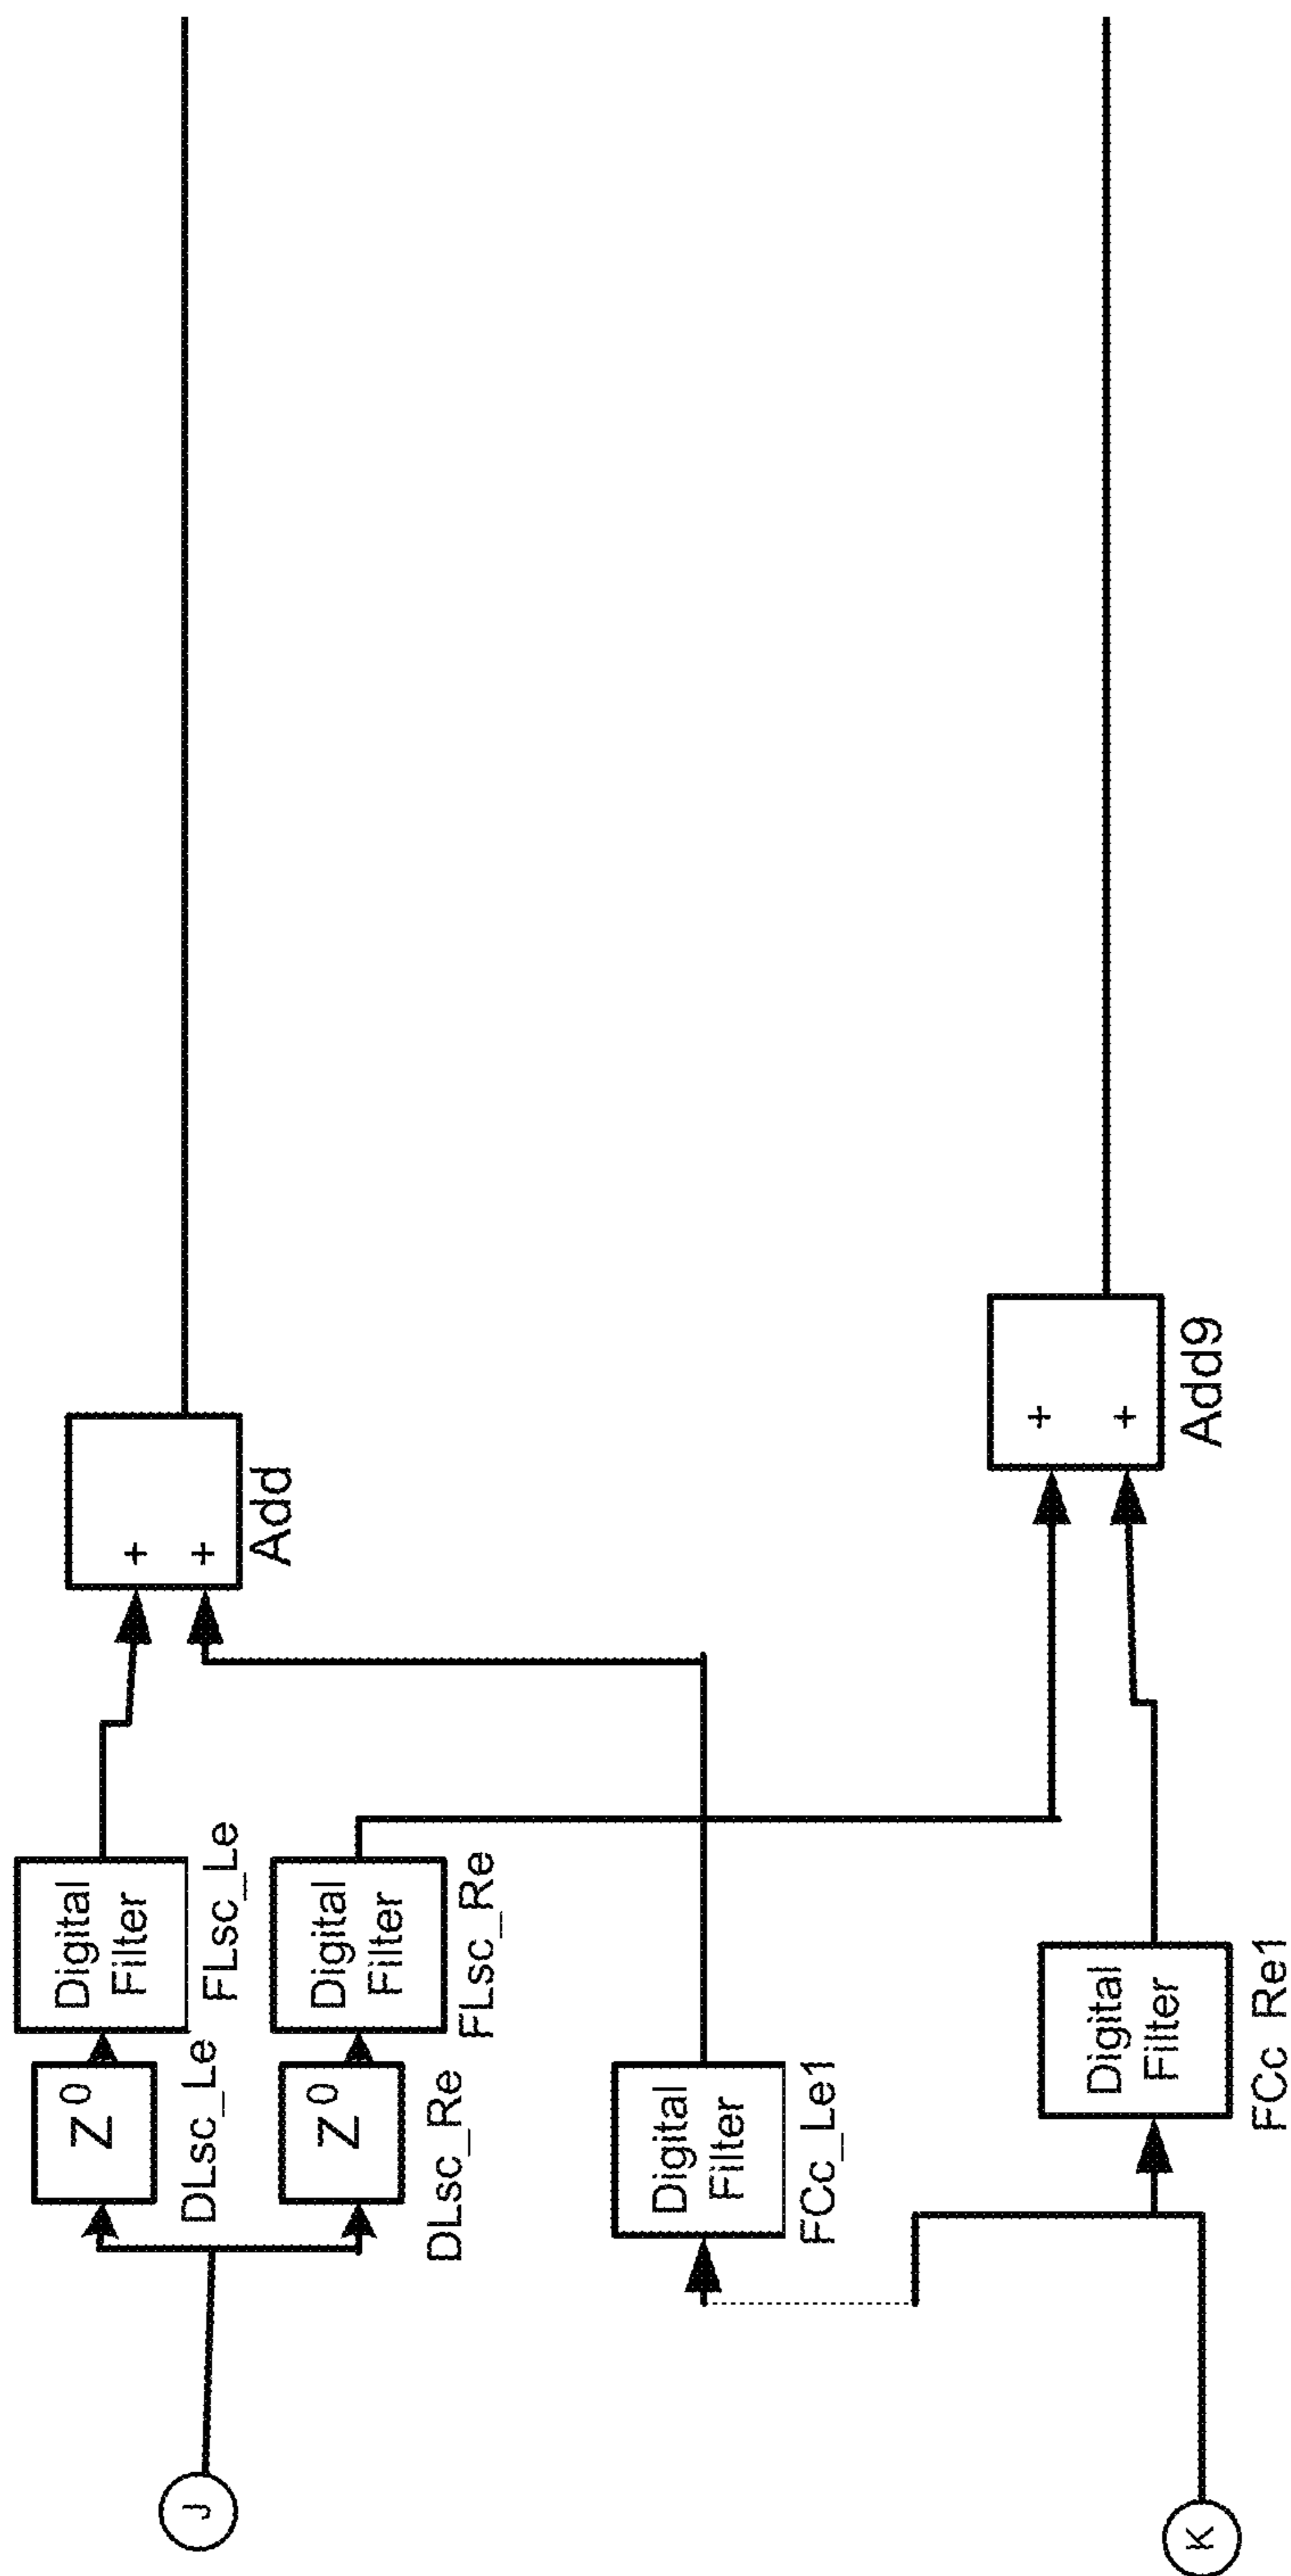 J
Z0
DLsc_Le
Digital
Filter
FLsc_Le
+
+
Add
Z0
DLsc_Re
Digital
Filter
FLsc_Re
Digital
Filter
FCc_Le1
+
+
Add9
Digital
Filter
FCc_Re1
K